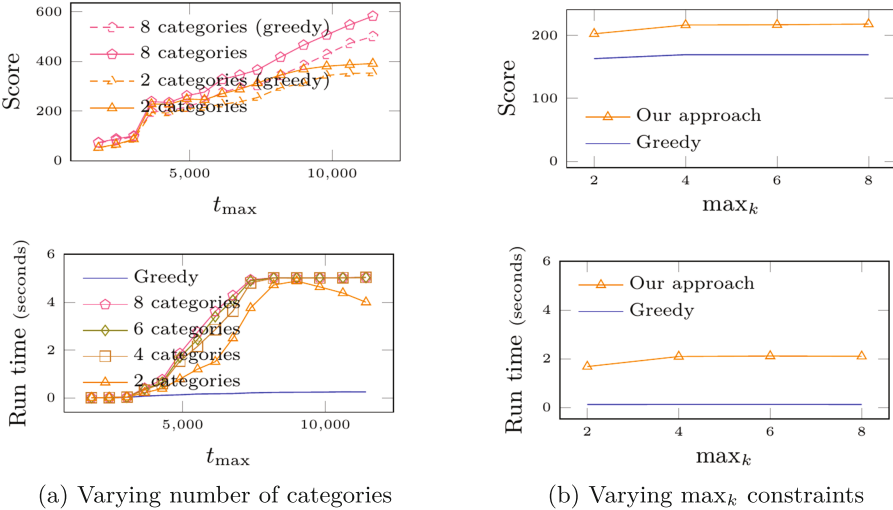 600
400
200
0
Score
8 categories (greedy)
8 categories
2 categories (greedy)
2 categories
5,000
10,000
t_max
200
100
0
Score
Our approach
Greedy
2
4
6
8
max_k
6
4
2
0
Run time (seconds)
Greedy
8 categories
6 categories
4 categories
2 categories
5,000
10,000
t_max
6
4
2
0
Run time (seconds)
Our approach
Greedy
2
4
6
8
max_k
(a) Varying number of categories
(b) Varying max_k constraints